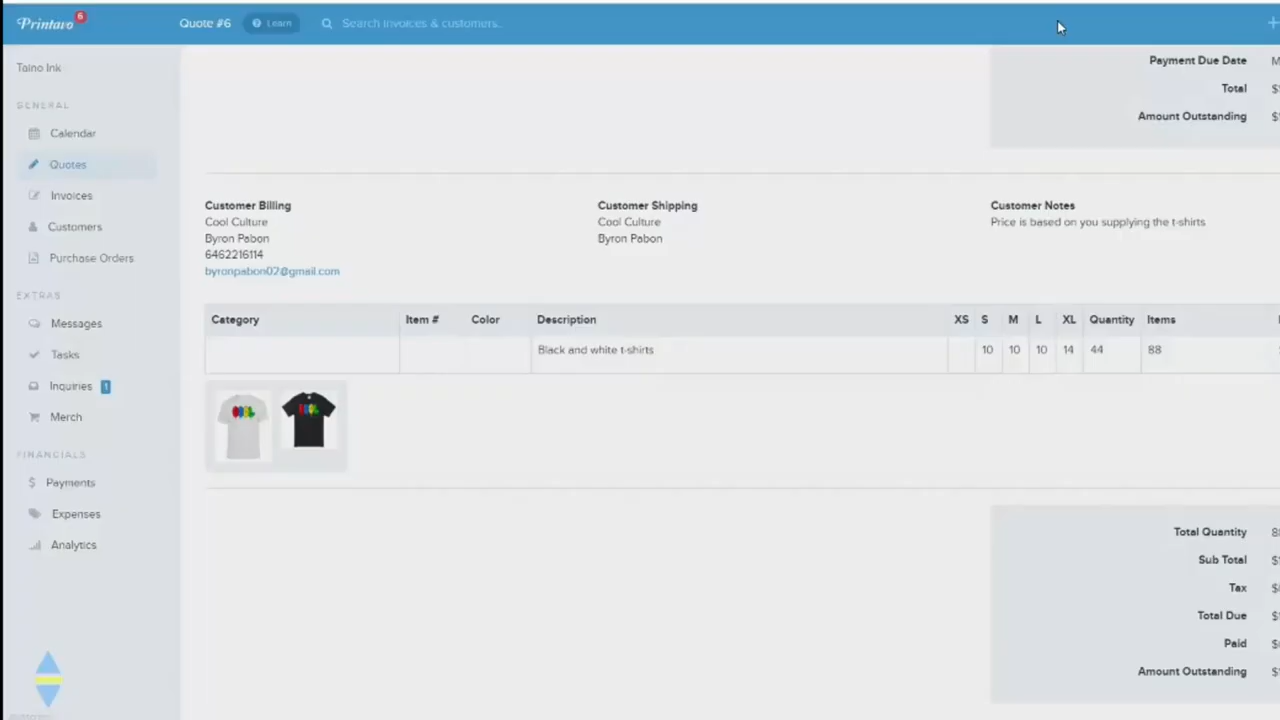 Printavo 6 Quote #6 Learn Search invoices & customers..
Taino Ink
GENERAL
Calendar
Quotes
Invoices
Customers
Purchase Orders
EXTRAS
Messages
Tasks
Inquiries 1
Merch
FINANCIALS
Payments
Expenses
Analytics
Payment Due Date M
Total $
Amount Outstanding $
Customer Billing
Cool Culture
Byron Pabon
6462216114
byronpabon02@gmail.com
Customer Shipping
Cool Culture
Byron Pabon
Customer Notes
Price is based on you supplying the t-shirts
Category Item # Color Description XS S M L XL Quantity Items
Black and white t-shirts 10 10 10 14 44 88
Total Quantity 8
Sub Total $
Tax $
Total Due $
Paid $
Amount Outstanding $